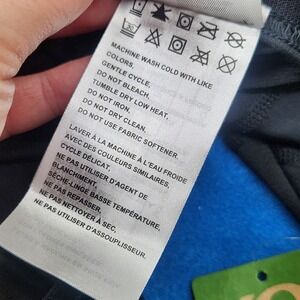 MACHINE WASH COLD WITH LIKE
COLORS,
GENTLE CYCLE.
DO NOT BLEACH.
TUMBLE DRY LOW HEAT.
DO NOT IRON.
DO NOT DRY CLEAN.
DO NOT USE FABRIC SOFTENER.
LAVER À LA MACHINE À L'EAU FROIDE
AVEC DES COULEURS SIMILAIRES,
CYCLE DÉLICAT.
NE PAS UTILISER D'AGENT DE
BLANCHIMENT.
SÈCHE-LINGE BASSE TEMPÉRATURE.
NE PAS REPASSER.
NE PAS NETTOYER À SEC.
NE PAS UTILISER D'ASSOUPLISSEUR.